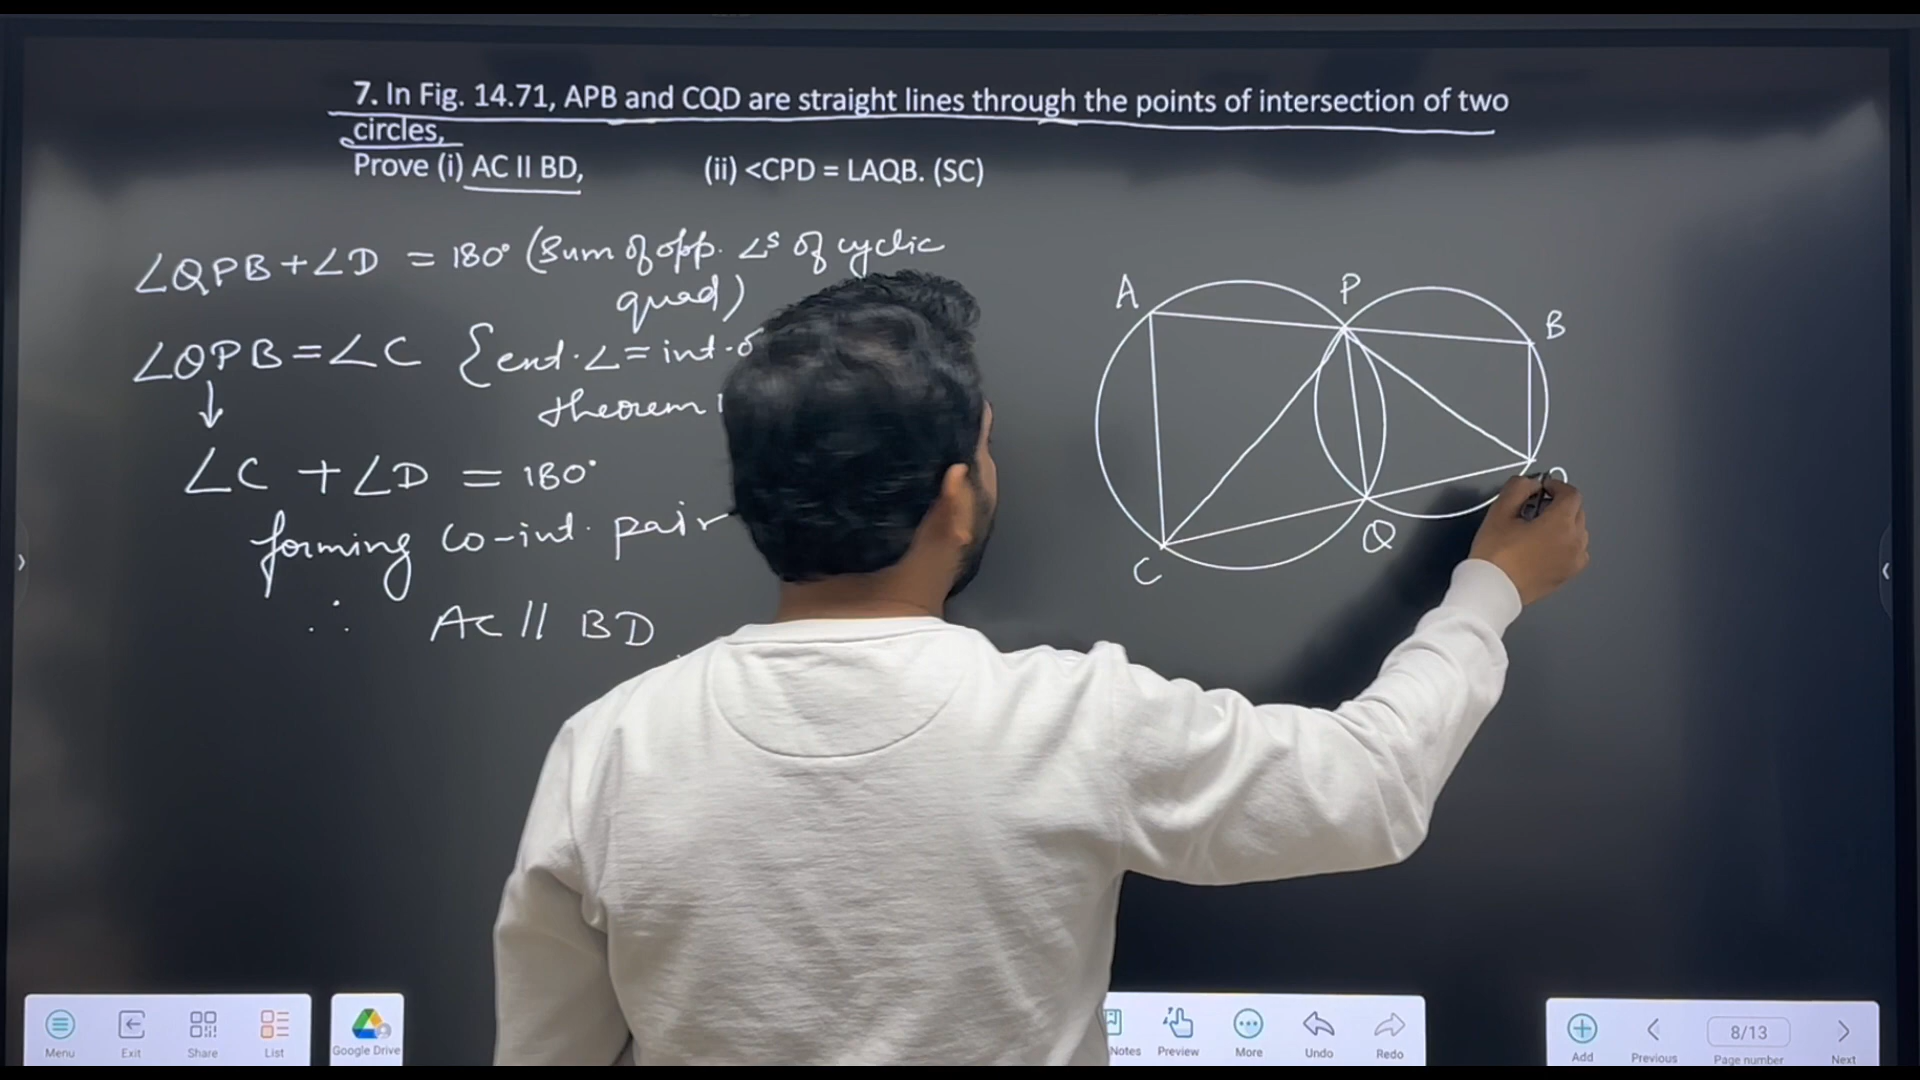 7. In Fig. 14.71, APB and CQD are straight lines through the points of intersection of two
circles,
Prove (i) AC II BD, (ii) <CPD = LAQB. (SC)
∠QPB + ∠D = 180° (Sum of opp. ∠s of cyclic
quad)
∠QPB = ∠C { ext. ∠ = int. o
theorem
↓
∠C + ∠D = 180°
forming co-int. pair
∴ AC // BD
A
P
B
Q
C
Menu
Exit
Share
List
Google Drive
Notes
Preview
More
Undo
Redo
Add
Previous
8/13
Page number
Next